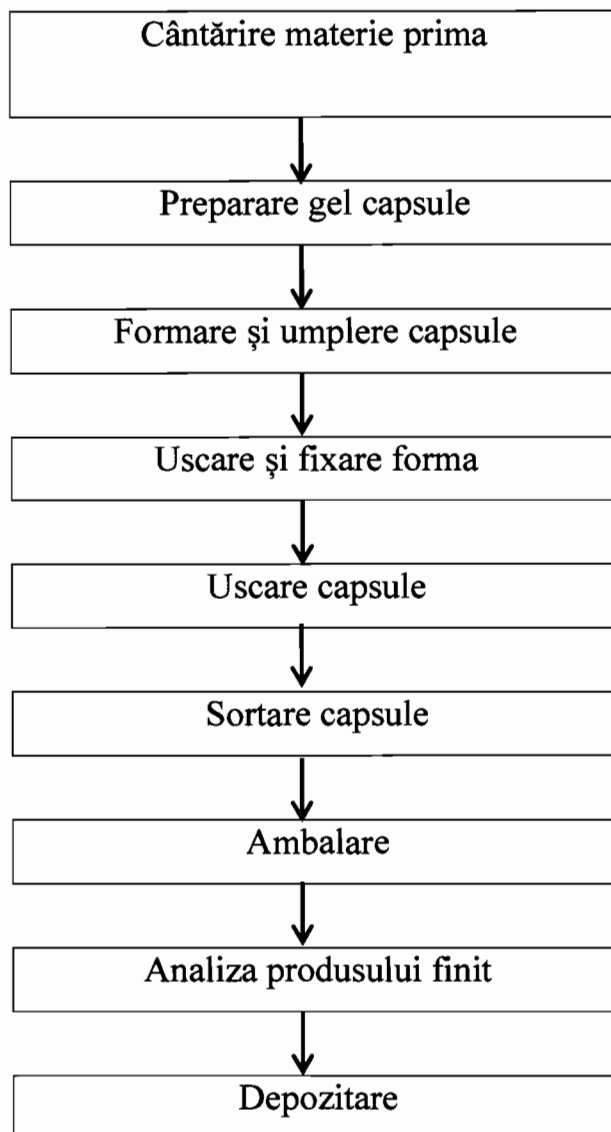 Cântărire materie prima
Preparare gel capsule
Formare şi umplere capsule
Uscare şi fixare forma
Uscare capsule
Sortare capsule
Ambalare
Analiza produsului finit
Depozitare